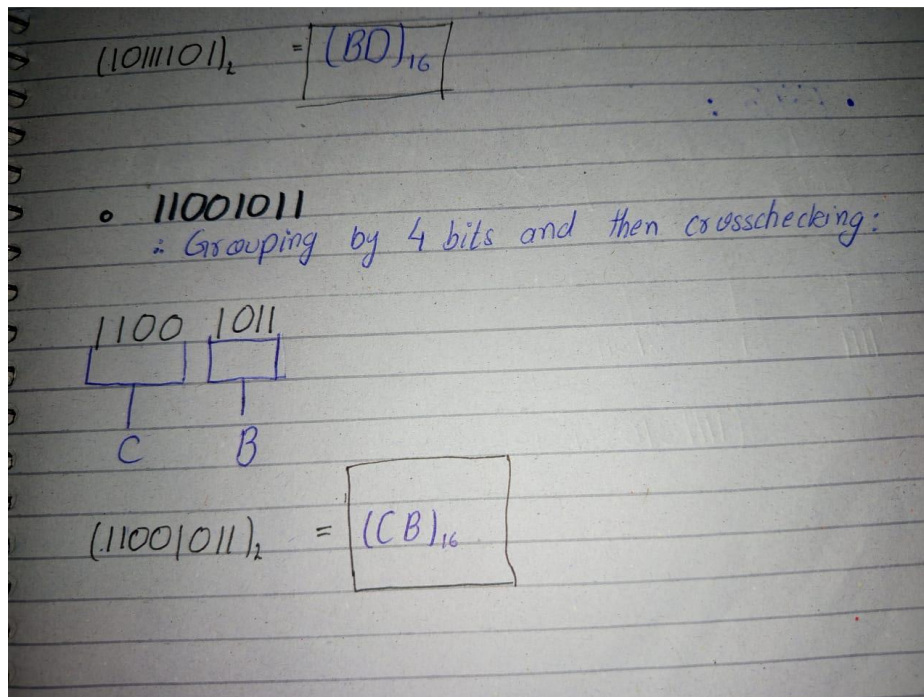 (10111101)₂ = (BD)₁₆
• 11001011
∴ Grouping by 4 bits and then crosschecking:
1100 1011
C B
(11001011)₂ = (CB)₁₆